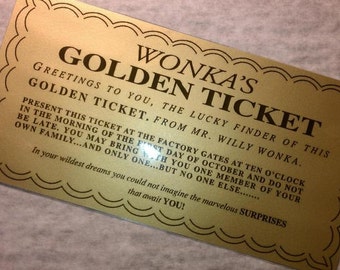 WONKA'S
GOLDEN TICKET
GREETINGS TO YOU, THE LUCKY FINDER OF THIS
GOLDEN TICKET, FROM MR. WILLY WONKA.
PRESENT THIS TICKET AT THE FACTORY GATES AT TEN O'CLOCK
IN THE MORNING OF THE FIRST DAY OF OCTOBER AND DO NOT
BE LATE. YOU MAY BRING WITH YOU ONE MEMBER OF YOUR
OWN FAMILY...AND ONLY ONE...BUT NO ONE ELSE.......
In your wildest dreams you could not imagine the marvelous SURPRISES
that await YOU!